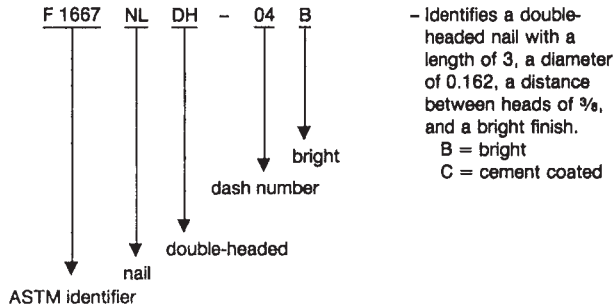 F 1667 NL DH - 04 B
bright
dash number
double-headed
nail
ASTM identifier
– Identifies a double-
headed nail with a
length of 3, a diameter
of 0.162, a distance
between heads of 3/8,
and a bright finish.
B = bright
C = cement coated